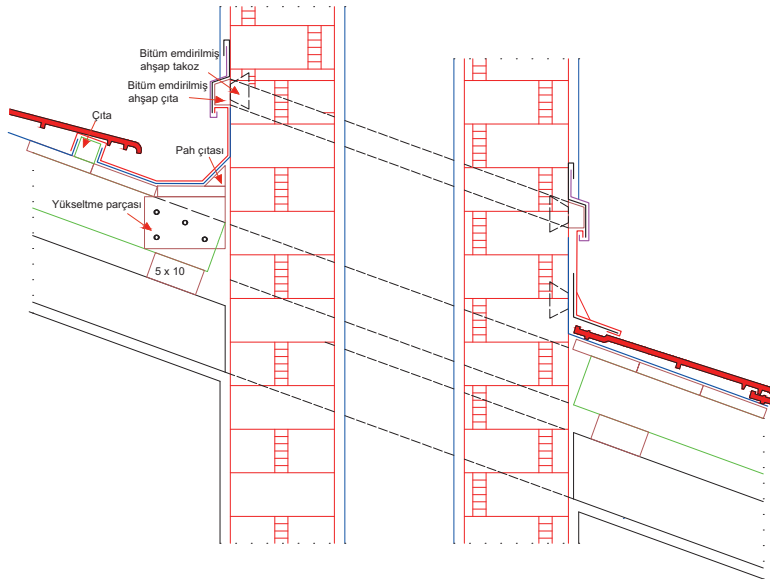 Bitüm emdirilmiş
ahşap takoz
Bitüm emdirilmiş
ahşap çıta
Çıta
Pah çıtası
Yükseltme parçası
5 x 10